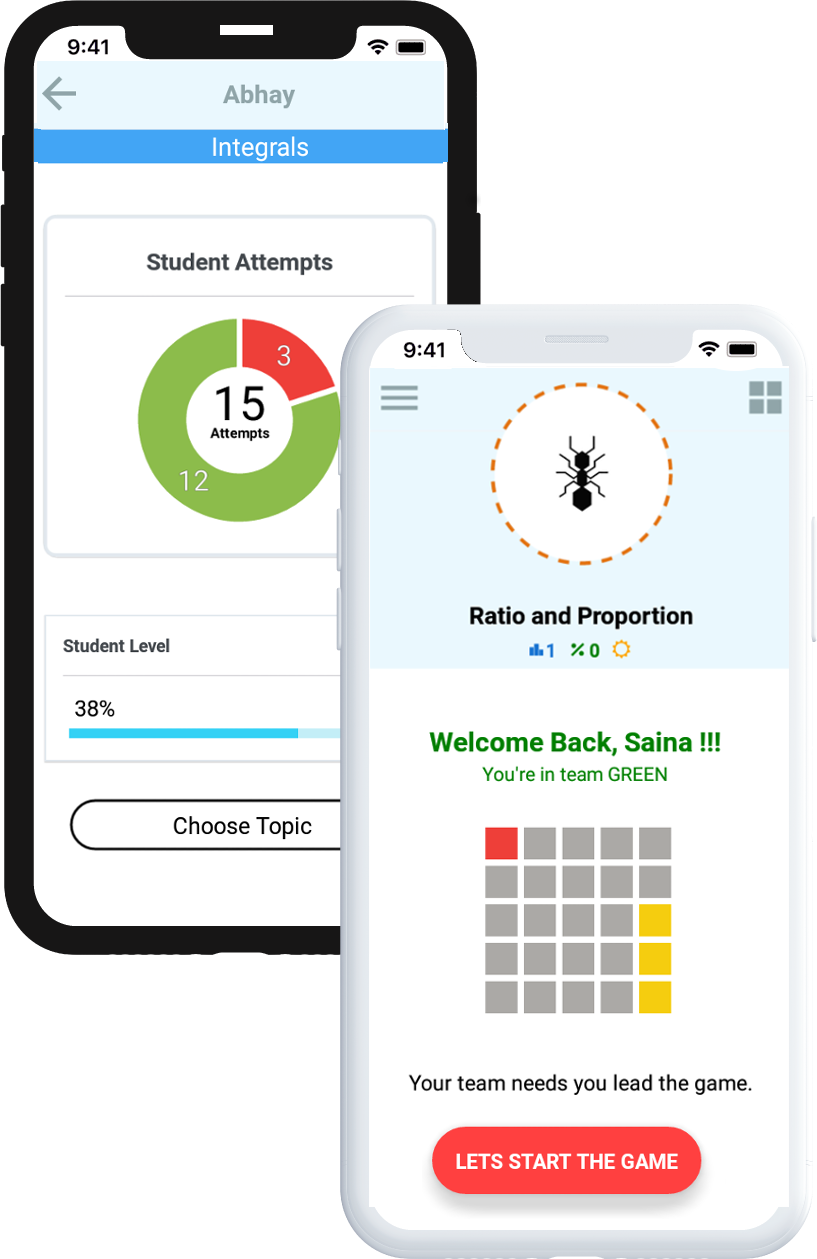 9:41
Abhay
Integrals
Student Attempts
3
15
Attempts
12
Student Level
38%
Choose Topic
9:41
Ratio and Proportion
1 % 0
Welcome Back, Saina !!!
You're in team GREEN
Your team needs you lead the game.
LETS START THE GAME